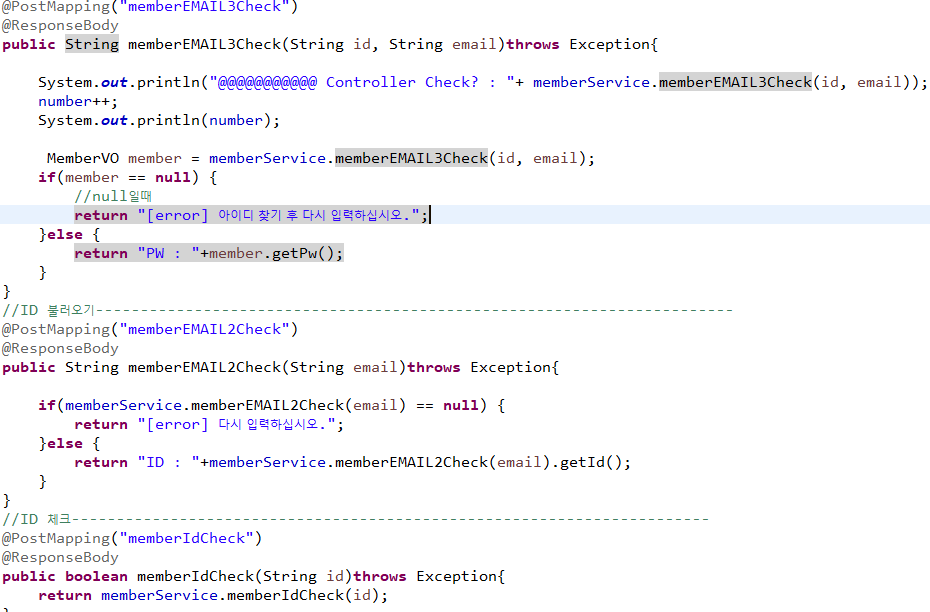 @PostMapping("memberEMAIL3Check")
@ResponseBody
public String memberEMAIL3Check(String id, String email)throws Exception{
System.out.println("@@@@@@@@@@@ Controller Check? : "+ memberService.memberEMAIL3Check(id, email));
number++;
System.out.println(number);
MemberVO member = memberService.memberEMAIL3Check(id, email);
if(member == null) {
//null일때
return "[error] 아이디 찾기 후 다시 입력하십시오.";
}else {
return "PW : "+member.getPw();
}
}
//ID 불러오기-----------------------------------------------------------------------
@PostMapping("memberEMAIL2Check")
@ResponseBody
public String memberEMAIL2Check(String email)throws Exception{
if(memberService.memberEMAIL2Check(email) == null) {
return "[error] 다시 입력하십시오.";
}else {
return "ID : "+memberService.memberEMAIL2Check(email).getId();
}
}
//ID 체크-----------------------------------------------------------------------
@PostMapping("memberIdCheck")
@ResponseBody
public boolean memberIdCheck(String id)throws Exception{
return memberService.memberIdCheck(id);
}